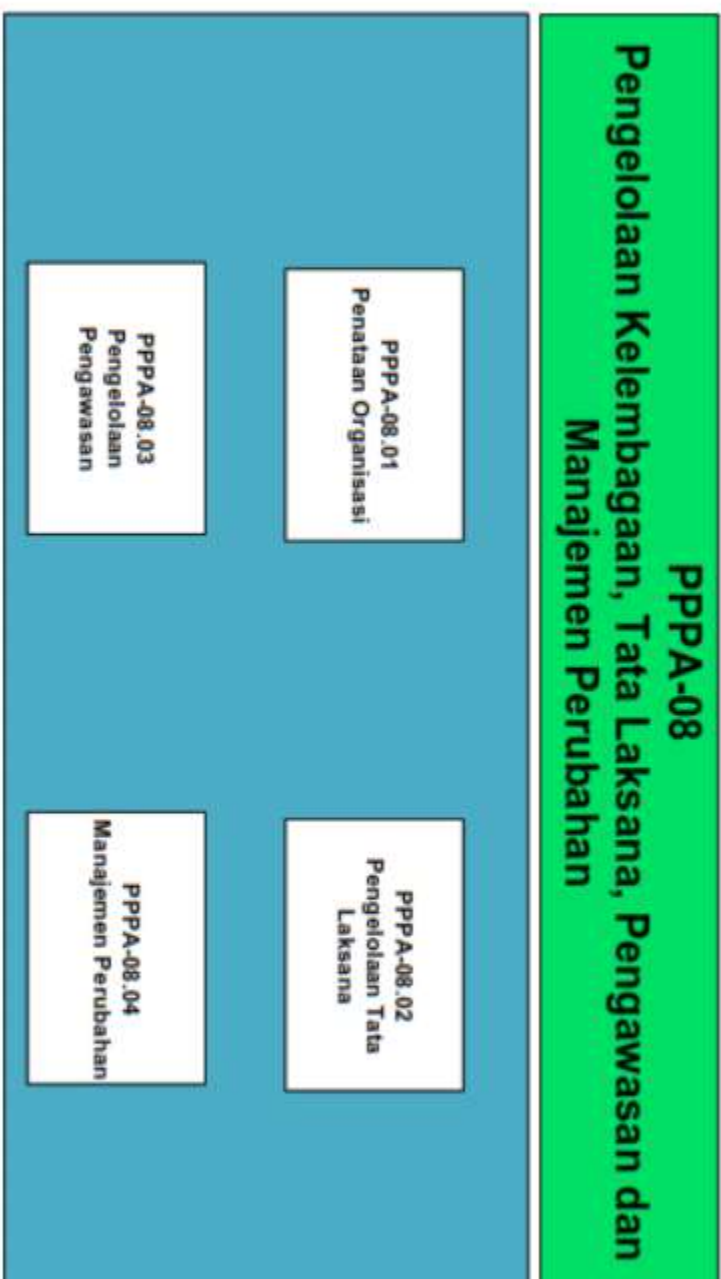 PPPA-08
Pengelolaan Kelembagaan, Tata Laksana, Pengawasan dan
Manajemen Perubahan
PPPA-08.01
Penataan Organisasi
PPPA-08.02
Pengelolaan Tata
Laksana
PPPA-08.03
Pengelolaan
Pengawasan
PPPA-08.04
Manajemen Perubahan